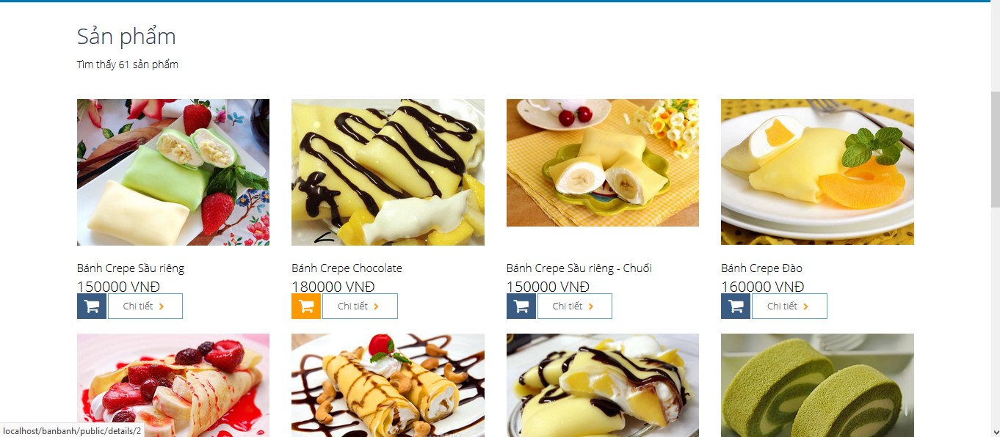 Sản phẩm
Tìm thấy 61 sản phẩm
Bánh Crepe Sầu riêng
150000 VNĐ
Chi tiết
Bánh Crepe Chocolate
180000 VNĐ
Chi tiết
Bánh Crepe Sầu riêng - Chuối
150000 VNĐ
Chi tiết
Bánh Crepe Đào
160000 VNĐ
Chi tiết
localhost/banbanh/public/details/2